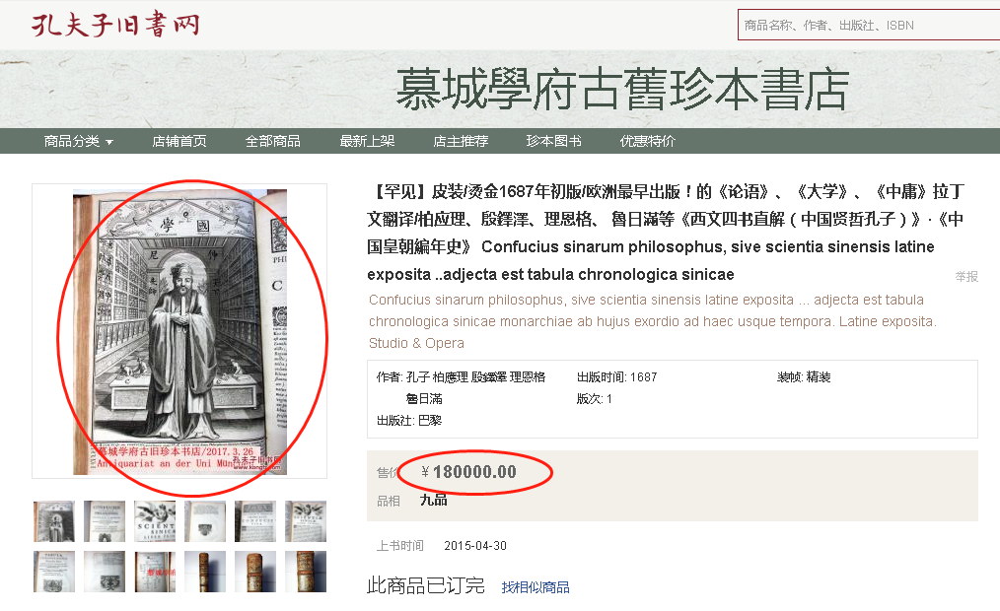 孔夫子旧書网
商品名称、作者、出版社、ISBN
慕城學府古舊珍本書店
商品分类 店铺首页 全部商品 最新上架 店主推荐 珍本图书 优惠特价
國學
仲尼
【罕见】皮装/烫金1687年初版/欧洲最早出版！的《论语》、《大学》、《中庸》拉丁
文翻译/柏应理、殷鐸澤、理恩格、 魯日滿等《西文四书直解（中国贤哲孔子）》·《中
国皇朝编年史》 Confucius sinarum philosophus, sive scientia sinensis latine
exposita ..adjecta est tabula chronologica sinicae
举报
Confucius sinarum philosophus, sive scientia sinensis latine exposita ... adjecta est tabula
chronologica sinicae monarchiae ab hujus exordio ad haec usque tempora. Latine exposita.
Studio & Opera
作者: 孔子 柏應理 殷鐸澤 理恩格 出版时间: 1687 装帧: 精装
魯日滿 版次: 1
出版社: 巴黎
慕城學府古旧珍本书店/2017.3.26
Antiquariat an der Uni München
孔夫子旧书网
售价 ¥ 180000.00
品相 九品
上书时间 2015-04-30
此商品已订完 找相似商品